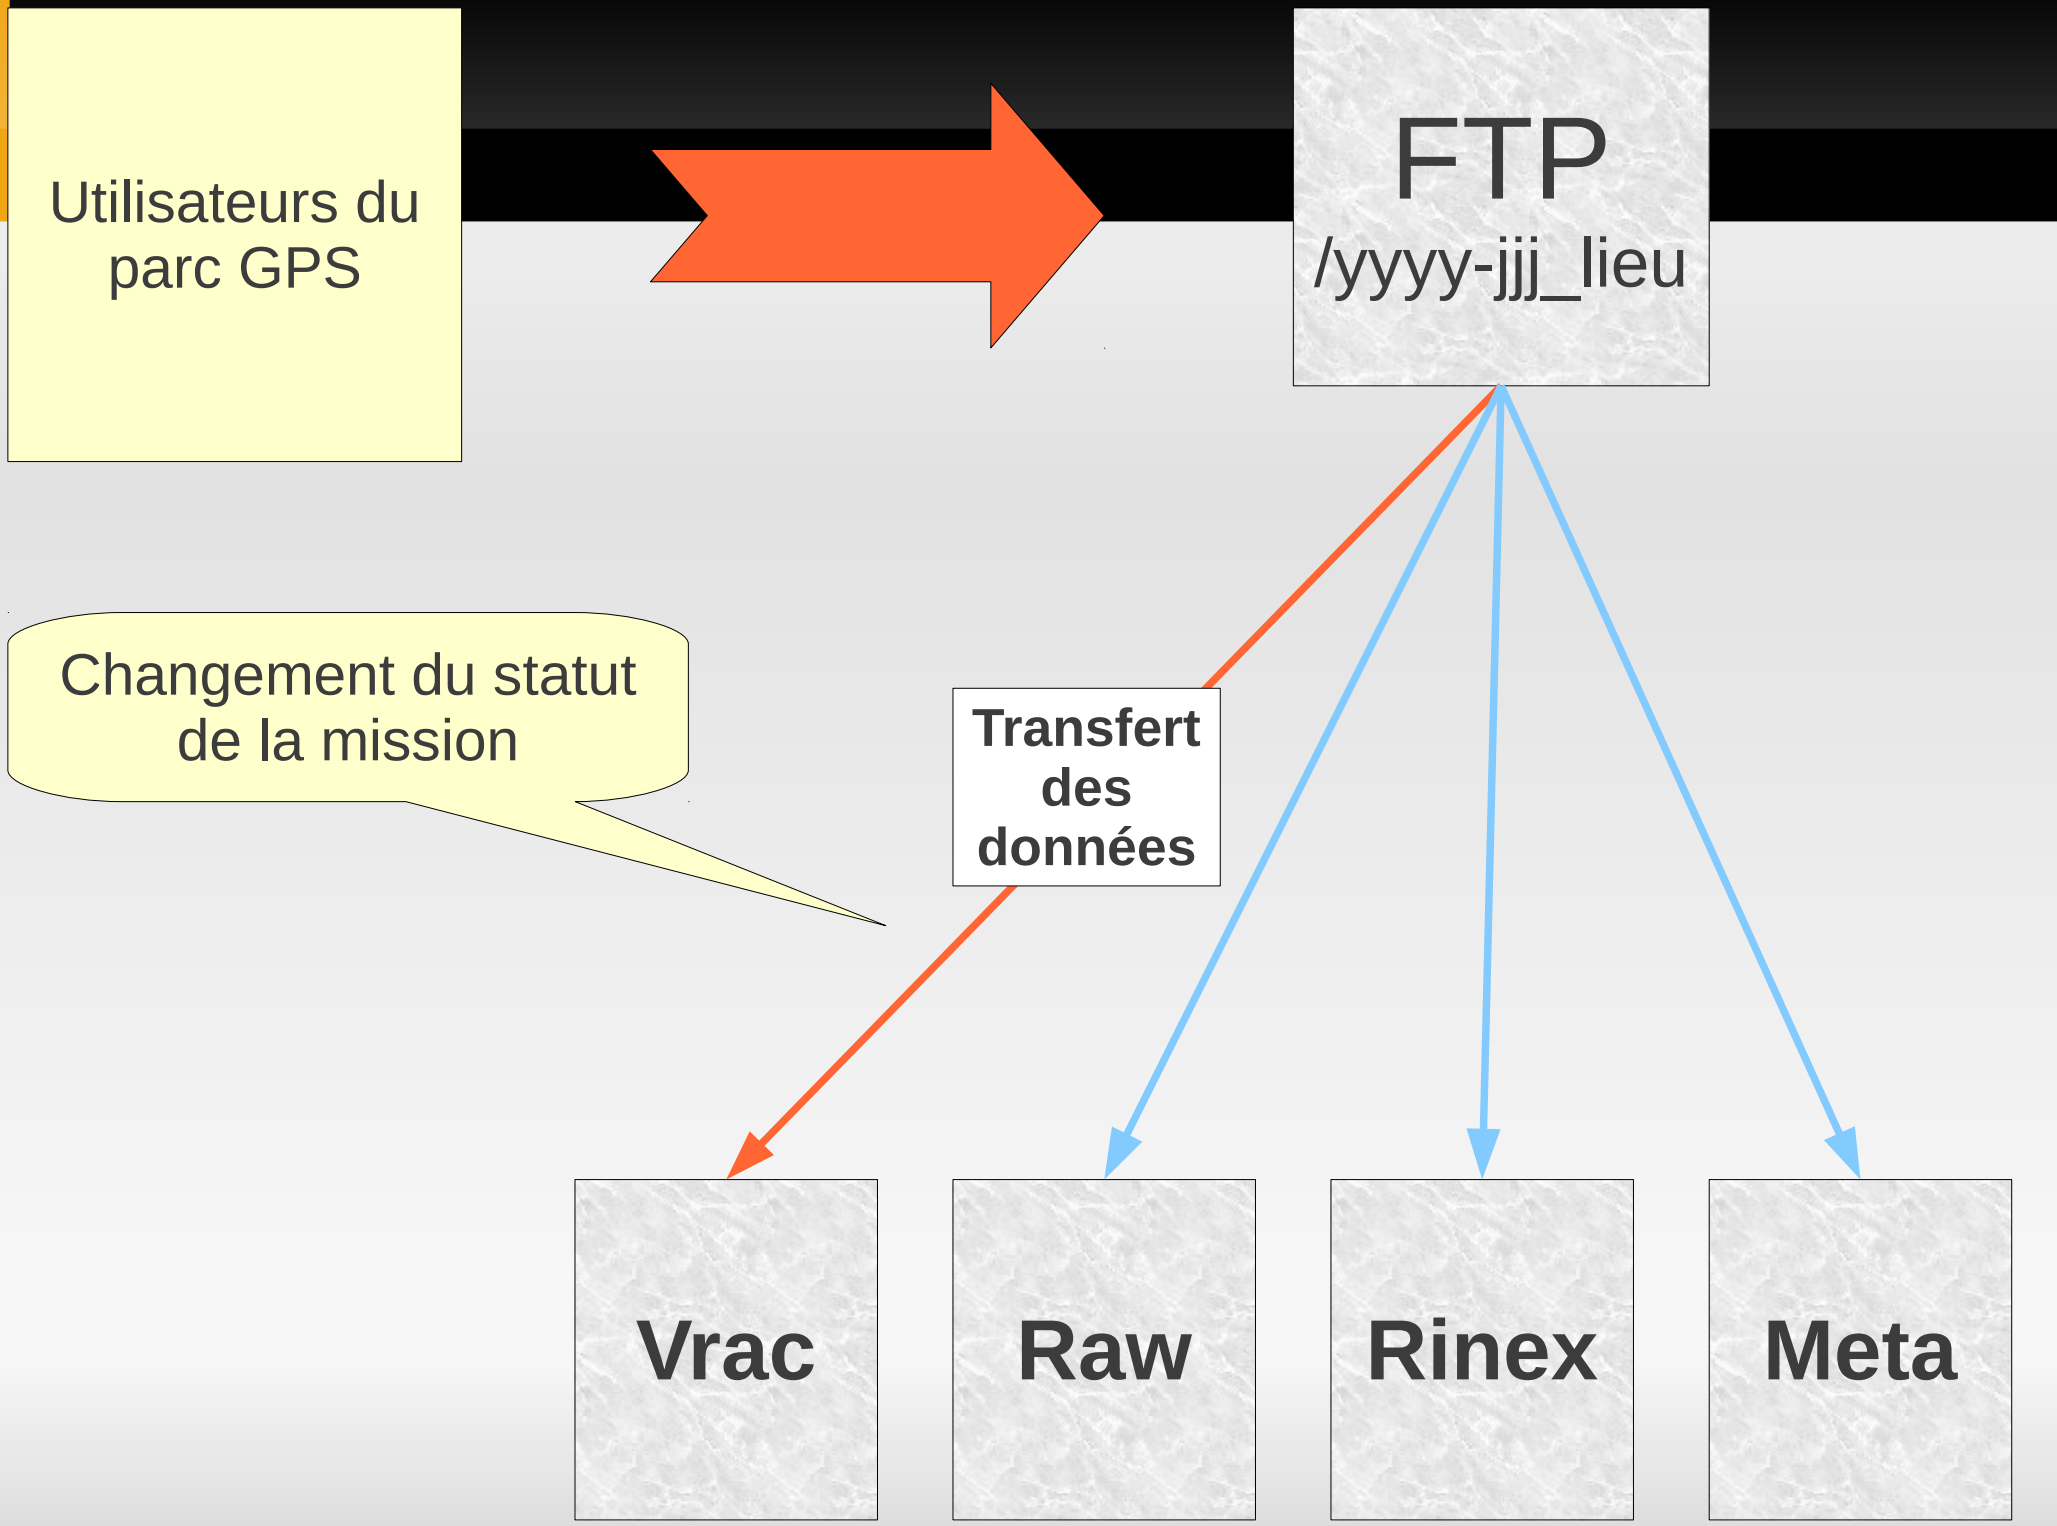 Utilisateurs du
parc GPS
FTP
/yyyy-jjj_lieu
Changement du statut
de la mission
Transfert
des
données
Vrac
Raw
Rinex
Meta